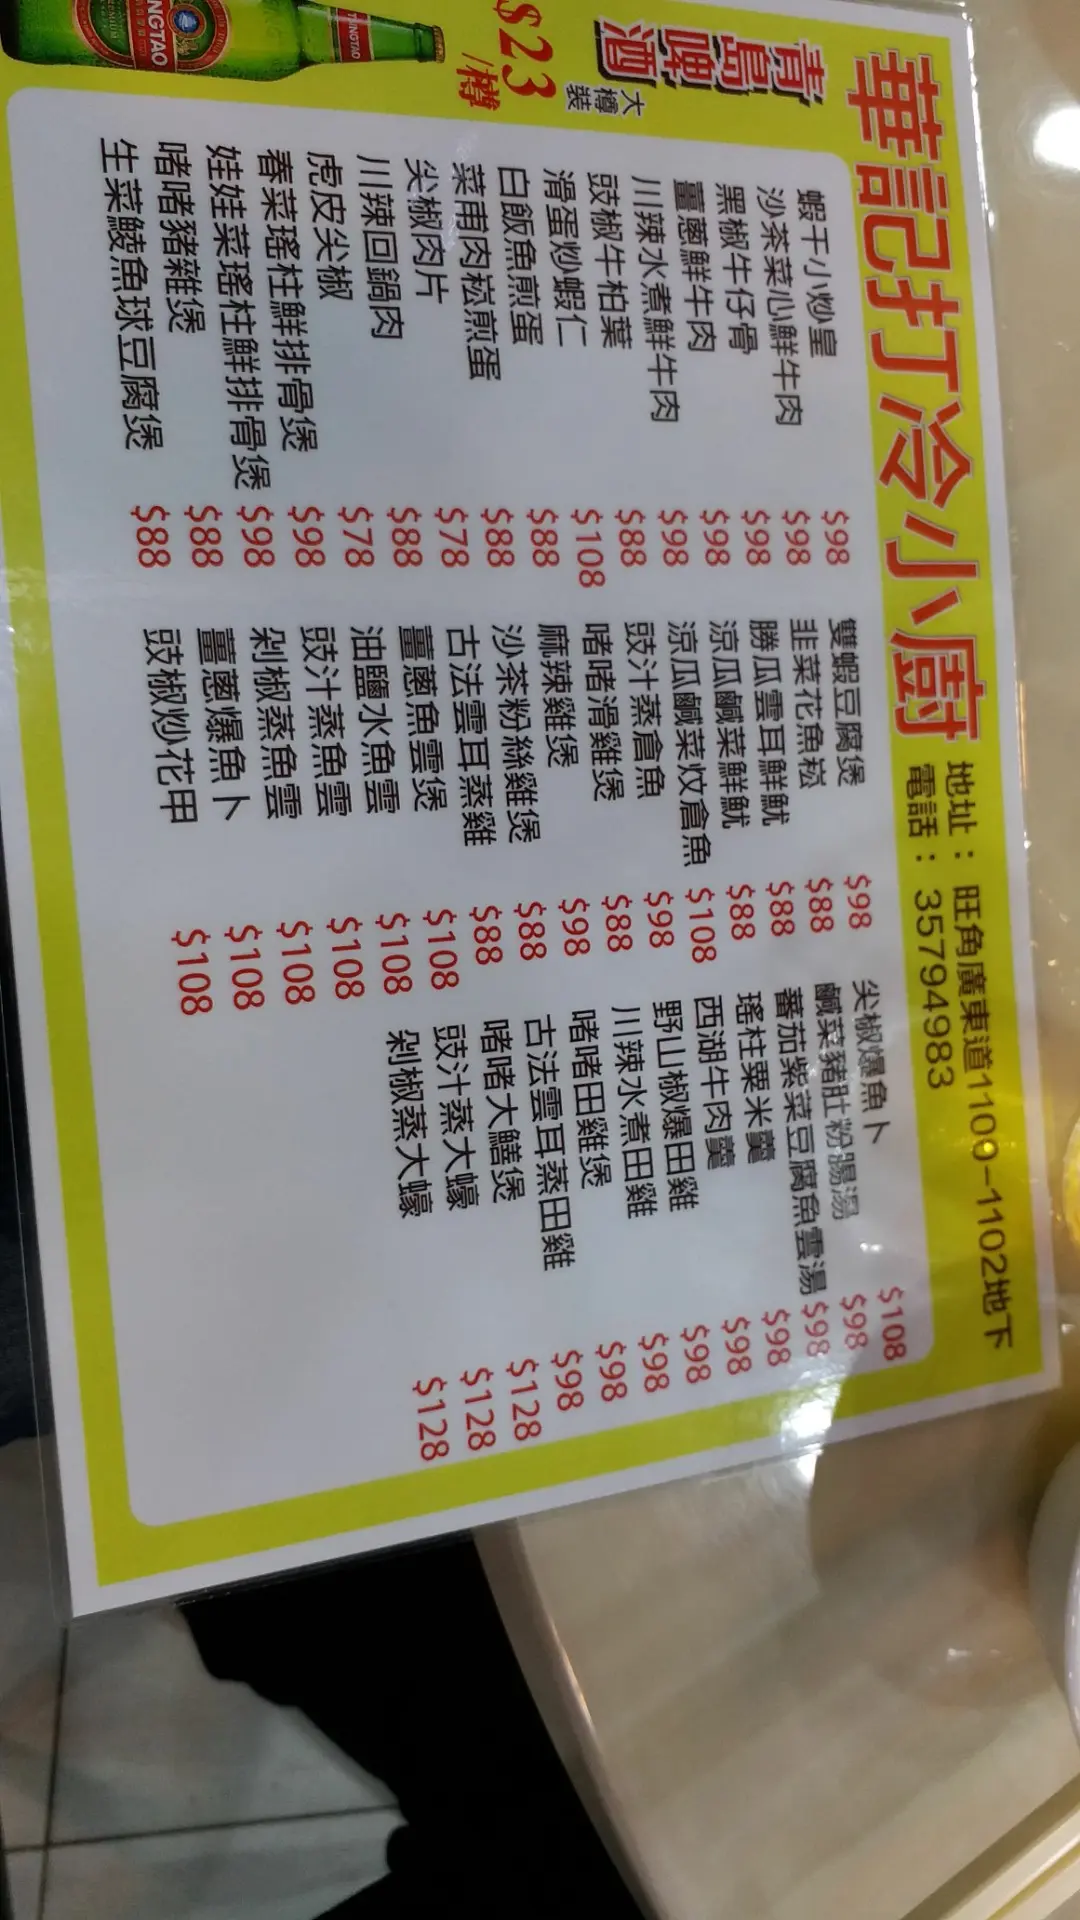 青島啤酒
大樽裝
$23/樽
TSINGTAO
TSINGTAO
華記打冷小廚
地址：旺角廣東道1100-1102地下
電話：35794983
蝦干小炒皇 $98
沙茶菜心鮮牛肉 $98
黑椒牛仔骨 $98
薑蔥鮮牛肉 $98
川辣水煮鮮牛肉 $98
豉椒牛柏葉 $88
滑蛋炒蝦仁 $108
白飯魚煎蛋 $88
菜甫肉崧煎蛋 $88
尖椒肉片 $78
川辣回鍋肉 $88
虎皮尖椒 $78
春菜瑤柱鮮排骨煲 $98
娃娃菜瑤柱鮮排骨煲 $98
啫啫豬雜煲 $88
生菜鯪魚球豆腐煲 $88
雙蝦豆腐煲 $98
韭菜花魚崧 $88
勝瓜雲耳鮮魷 $88
涼瓜鹹菜鮮魷 $88
涼瓜鹹菜炆倉魚 $108
豉汁蒸倉魚 $98
啫啫滑雞煲 $88
麻辣雞煲 $98
沙茶粉絲雞煲 $88
古法雲耳蒸雞 $88
薑蔥魚雲煲 $108
油鹽水魚雲 $108
豉汁蒸魚雲 $108
剁椒蒸魚雲 $108
薑蔥爆魚卜 $108
豉椒炒花甲 $108
尖椒爆魚卜 $108
鹹菜豬肚粉腸湯 $98
蕃茄紫菜豆腐魚雲湯 $98
瑤柱粟米羹 $98
西湖牛肉羹 $98
野山椒爆田雞 $98
川辣水煮田雞 $98
啫啫田雞煲 $98
古法雲耳蒸田雞 $98
啫啫大鱔煲 $128
豉汁蒸大蠔 $128
剁椒蒸大蠔 $128